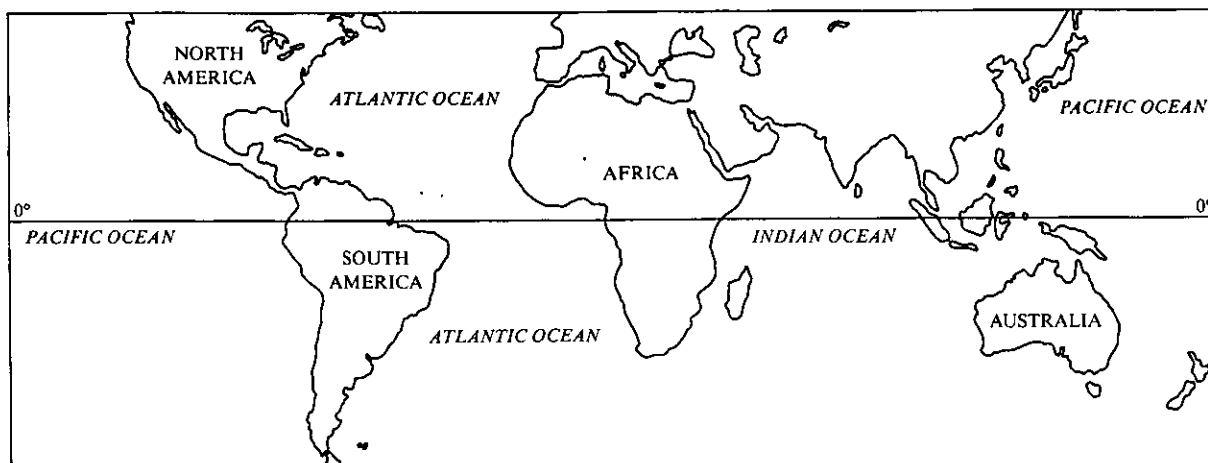 NORTH
AMERICA
ATLANTIC OCEAN
PACIFIC OCEAN
AFRICA
0°
0°
PACIFIC OCEAN
INDIAN OCEAN
SOUTH
AMERICA
ATLANTIC OCEAN
AUSTRALIA